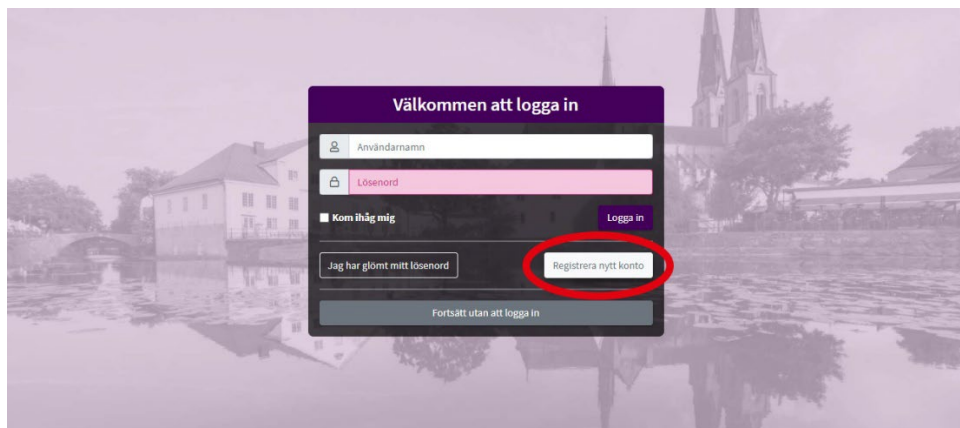 Välkommen att logga in
Användarnamn
Lösenord
Kom ihåg mig
Logga in
Jag har glömt mitt lösenord
Registrera nytt konto
Fortsätt utan att logga in